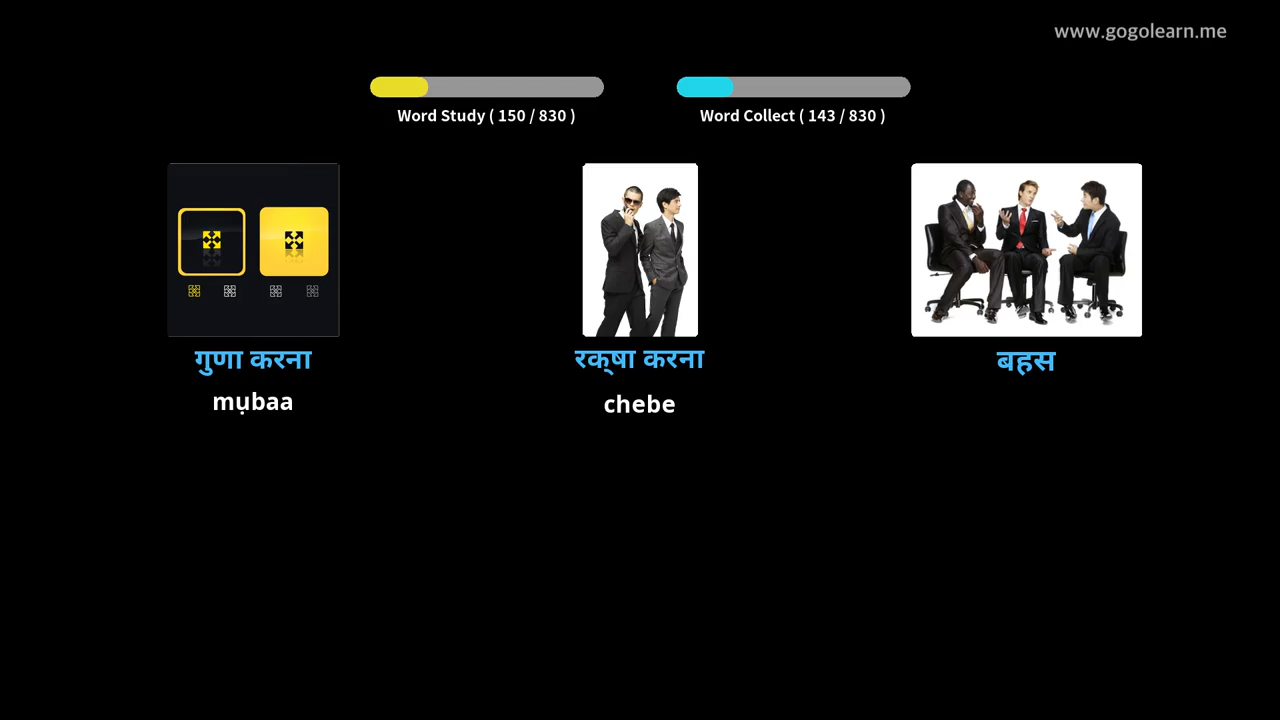 www.gogolearn.me
Word Study ( 150 / 830 )
Word Collect ( 143 / 830 )
गुणा करना
रक्षा करना
बहस
mụbaa
chebe